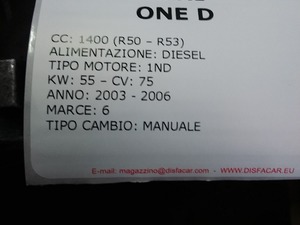 ONE D
CC: 1400 (R50 – R53)
ALIMENTAZIONE: DIESEL
TIPO MOTORE: 1ND
KW: 55 – CV: 75
ANNO: 2003 - 2006
MARCE: 6
TIPO CAMBIO: MANUALE
E-mail: magazzino@disfacar.eu - www.DISFACAR.EU